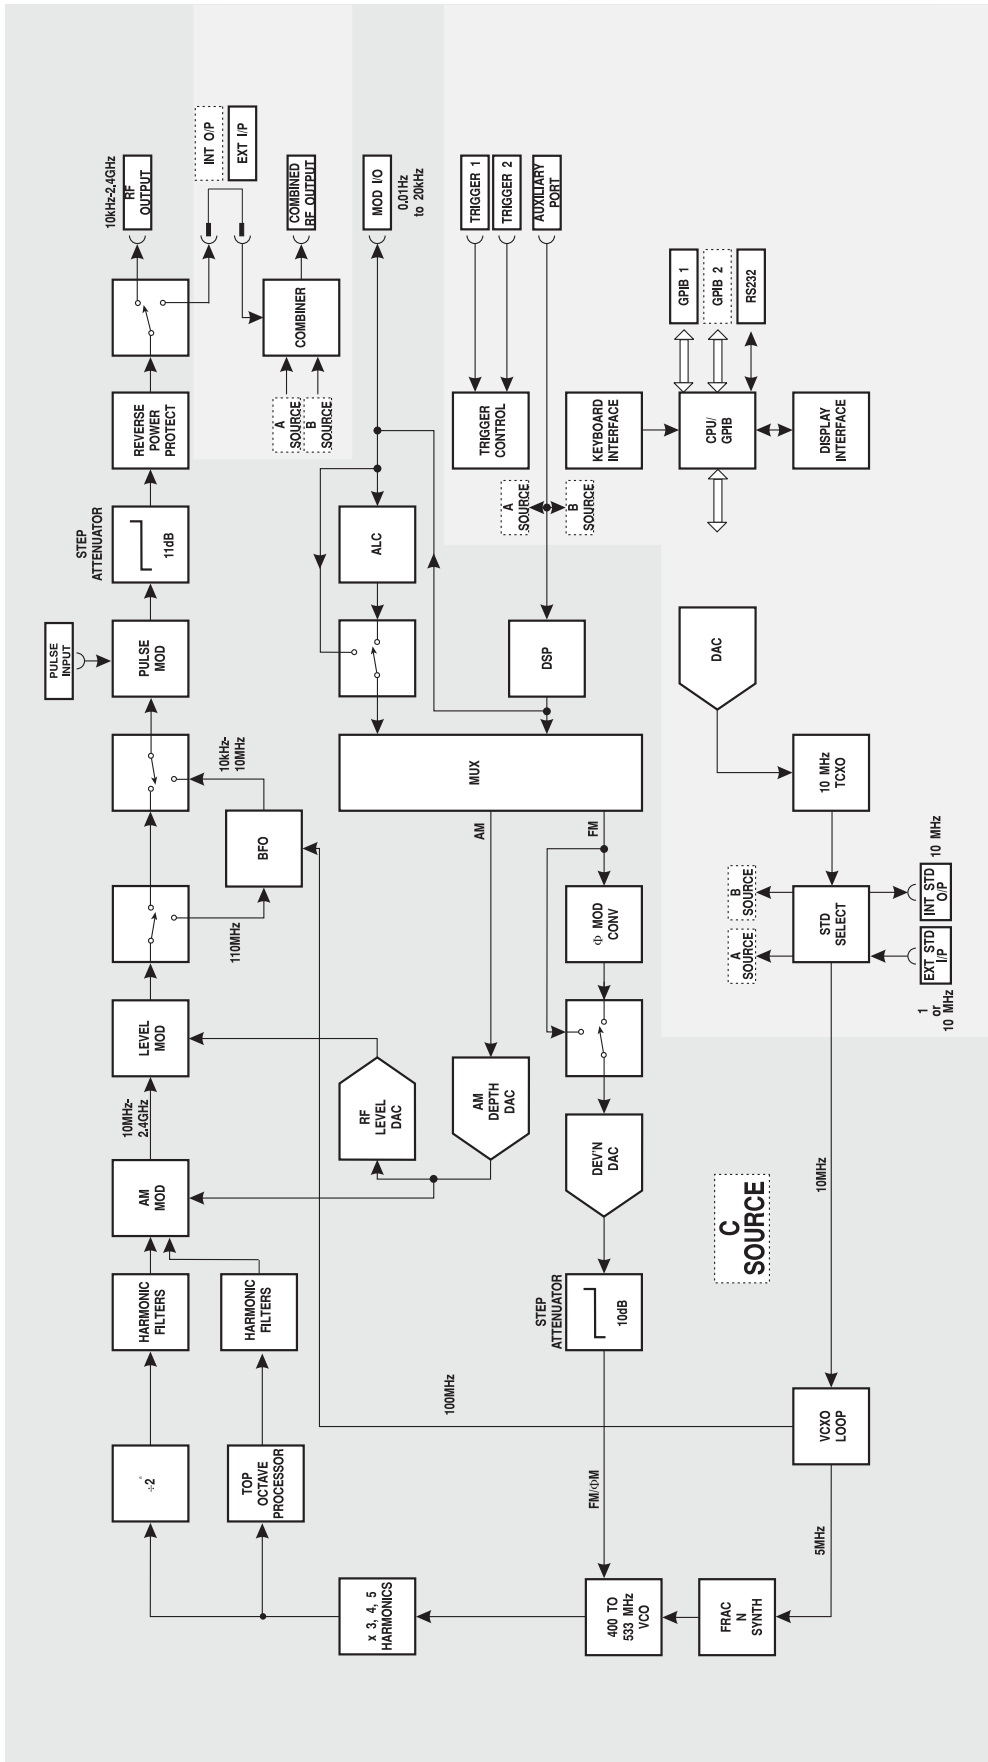 ÷2
HARMONIC
FILTERS
AM
MOD
10MHz-
2.4GHz
LEVEL
MOD
PULSE
INPUT
PULSE
MOD
STEP
ATTENUATOR
11dB
REVERSE
POWER
PROTECT
10kHz-2.4GHz
RF
OUTPUT
TOP
OCTAVE
PROCESSOR
HARMONIC
FILTERS
110MHz
BFO
10kHz-
10MHz
INT O/P
EXT I/P
A
SOURCE
B
SOURCE
COMBINER
COMBINED
RF OUTPUT
x 3, 4, 5
HARMONICS
100MHz
RF
LEVEL
DAC
AM
DEPTH
DAC
AM
FM
MUX
ALC
MOD I/O
0.01Hz
to 20kHz
DSP
A
SOURCE
B
SOURCE
TRIGGER
CONTROL
TRIGGER 1
TRIGGER 2
AUXILIARY
PORT
400 TO
533 MHz
VCO
FM/ΦM
STEP
ATTENUATOR
10dB
DEV'N
DAC
Φ MOD
CONV
KEYBOARD
INTERFACE
CPU/
GPIB
GPIB 1
GPIB 2
RS232
DISPLAY
INTERFACE
FRAC
N
SYNTH
5MHz
VCXO
LOOP
C
SOURCE
10MHz
A
SOURCE
B
SOURCE
STD
SELECT
10 MHz
TCXO
DAC
1
or
10 MHz
EXT STD
I/P
INT STD
O/P
10 MHz